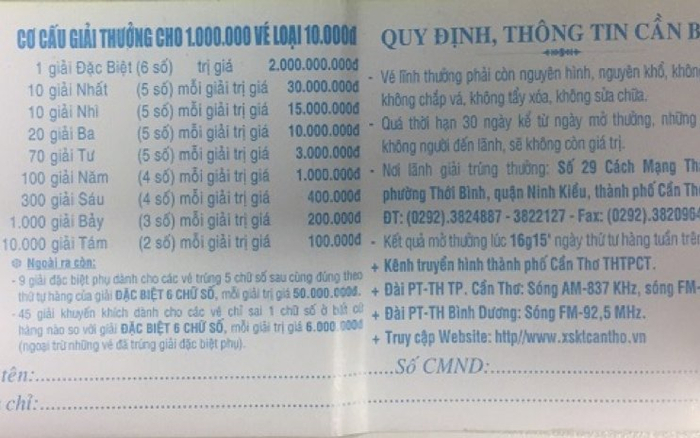 CƠ CẤU GIẢI THƯỞNG CHO 1.000.000 VÉ LOẠI 10.000đ
1 giải Đặc Biệt (6 số) trị giá 2.000.000.000đ
10 giải Nhất (5 số) mỗi giải trị giá 30.000.000đ
10 giải Nhì (5 số) mỗi giải trị giá 15.000.000đ
20 giải Ba (5 số) mỗi giải trị giá 10.000.000đ
70 giải Tư (5 số) mỗi giải trị giá 3.000.000đ
100 giải Năm (4 số) mỗi giải trị giá 1.000.000đ
300 giải Sáu (4 số) mỗi giải trị giá 400.000đ
1.000 giải Bảy (3 số) mỗi giải trị giá 200.000đ
10.000 giải Tám (2 số) mỗi giải trị giá 100.000đ
Ngoài ra còn:
- 9 giải đặc biệt phụ dành cho các vé trúng 5 chữ số sau cùng đúng theo
thứ tự hàng của giải ĐẶC BIỆT 6 CHỮ SỐ, mỗi giải trị giá 50.000.000đ.
- 45 giải khuyến khích dành cho các vé chỉ sai 1 chữ số ở bất cứ
hàng nào so với giải ĐẶC BIỆT 6 CHỮ SỐ, mỗi giải trị giá 6.000.000đ
(ngoại trừ những vé đã trúng giải đặc biệt phụ).
QUY ĐỊNH, THÔNG TIN CẦN B
- Vé lĩnh thưởng phải còn nguyên hình, nguyên khổ, không
không chắp vá, không tẩy xóa, không sửa chữa.
- Quá thời hạn 30 ngày kể từ ngày mở thưởng, những
không người đến lãnh, sẽ không còn giá trị.
- Nơi lãnh giải trúng thưởng: Số 29 Cách Mạng Th
phường Thới Bình, quận Ninh Kiều, thành phố Cần Th
ĐT: (0292).3824887 - 3822127 - Fax: (0292).3820954
- Kết quả mở thưởng lúc 16g15' ngày thứ tư hàng tuần trên
+ Kênh truyền hình thành phố Cần Thơ THTPCT.
+ Đài PT-TH TP. Cần Thơ: Sóng AM-837 KHz, sóng FM-
+ Đài PT-TH Bình Dương: Sóng FM-92,5 MHz.
+ Truy cập Website: http//www.xsktcantho.vn
tên:
Số CMND:
chỉ: